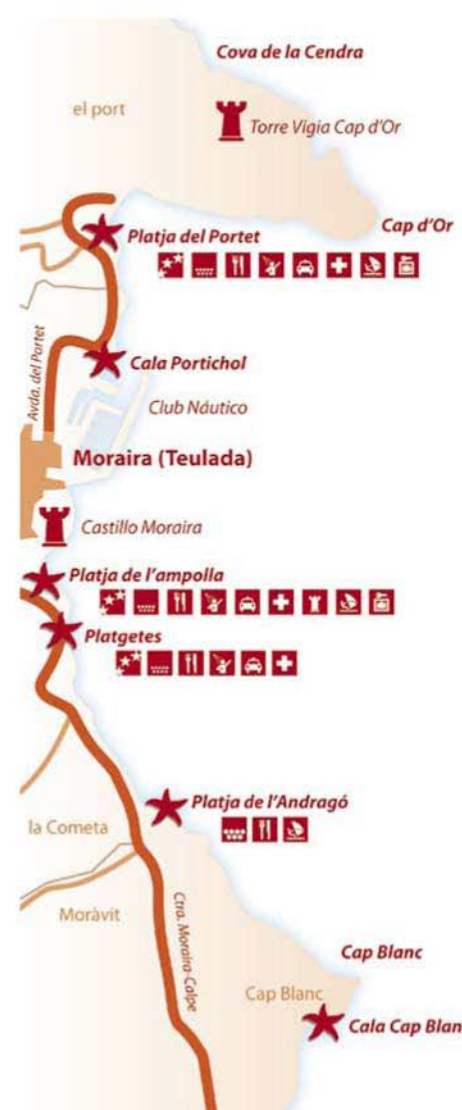 Cova de la Cendra
el port
Torre Vigia Cap d'Or
Cap d'Or
Platja del Portet
Avda. del Portet
Cala Portichol
Club Náutico
Moraira (Teulada)
Castillo Moraira
Platja de l'ampolla
Platgetes
Platja de l'Andragó
la Cometa
Moràvit
Ctra. Moraira-Calpe
Cap Blanc
Cap Blanc
Cala Cap Blan